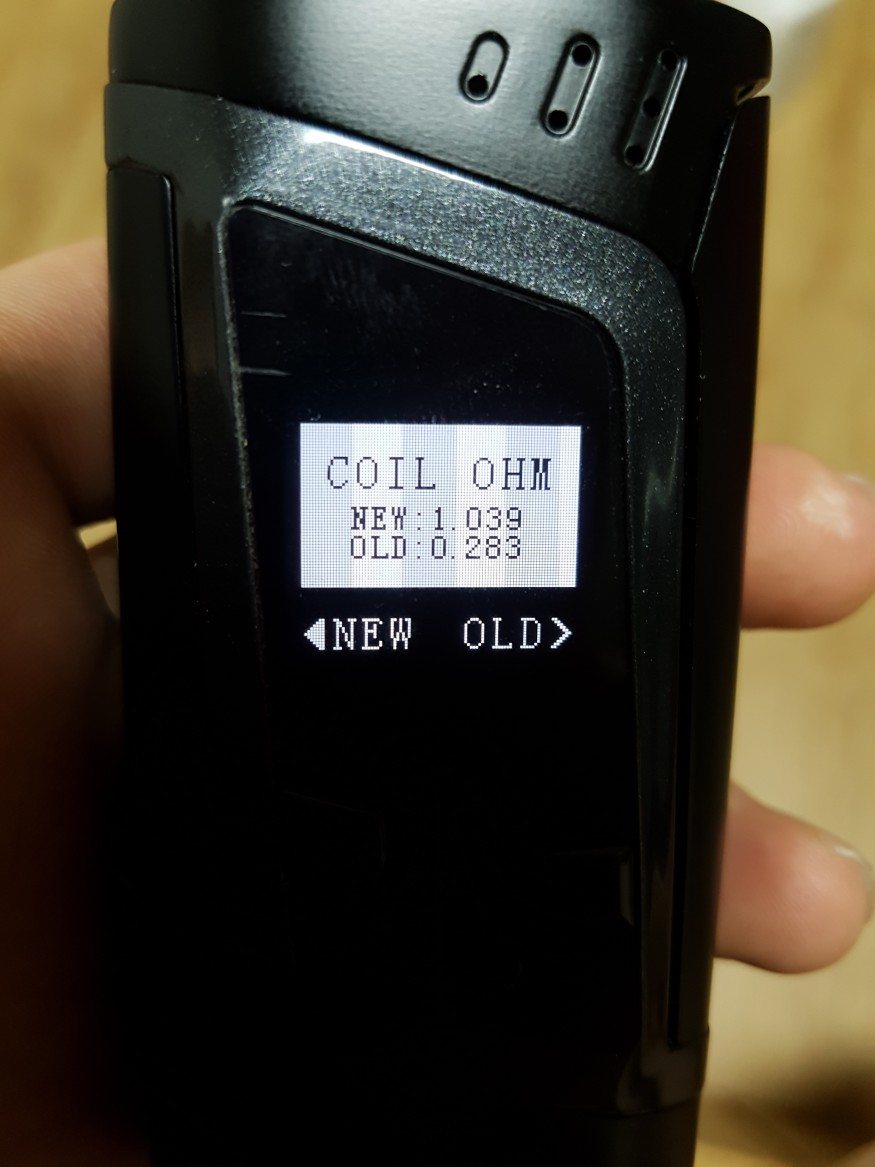 COIL OHM
NEW:1.039
OLD:0.283
NEW OLD